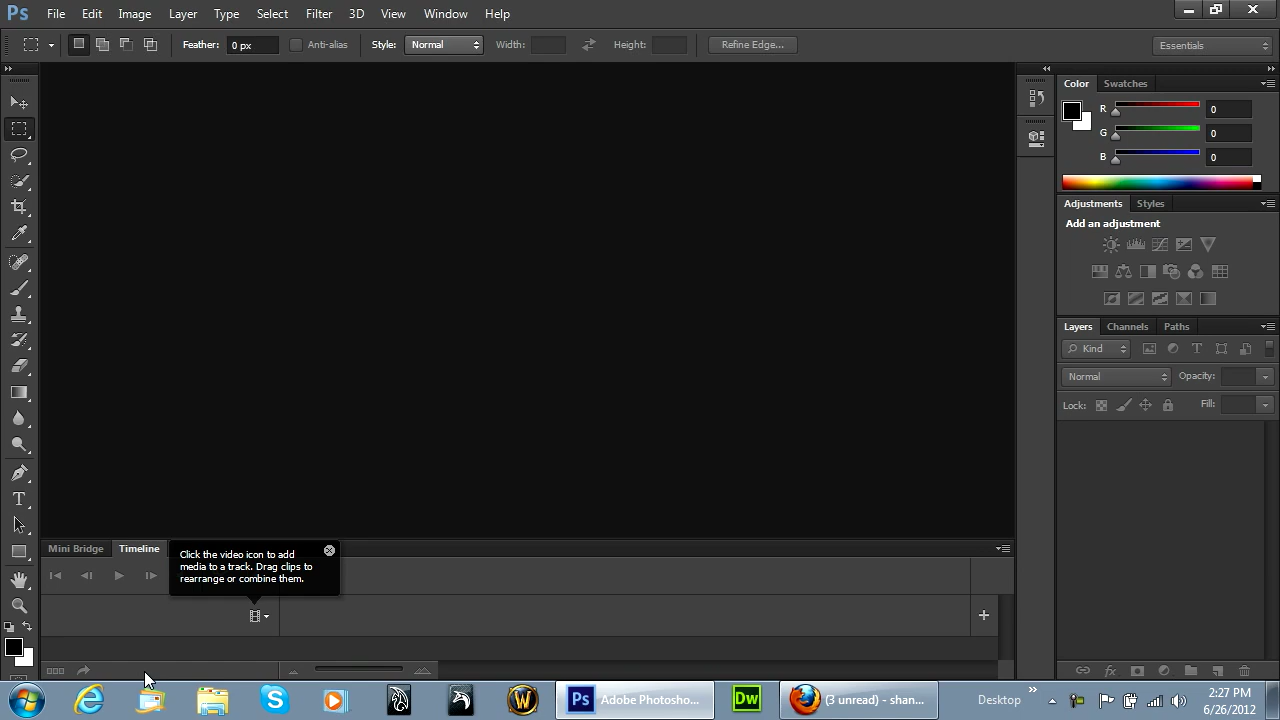 Ps File Edit Image Layer Type Select Filter 3D View Window Help
Feather: 0 px Anti-alias Style: Normal Width: Height: Refine Edge... Essentials
Color Swatches
R 0
G 0
B 0
Adjustments Styles
Add an adjustment
Layers Channels Paths
Kind
Normal Opacity:
Lock: Fill:
Mini Bridge Timeline
Click the video icon to add
media to a track. Drag clips to
rearrange or combine them.
Ps Adobe Photosho... Dw (3 unread) - shan... Desktop
2:27 PM
6/26/2012